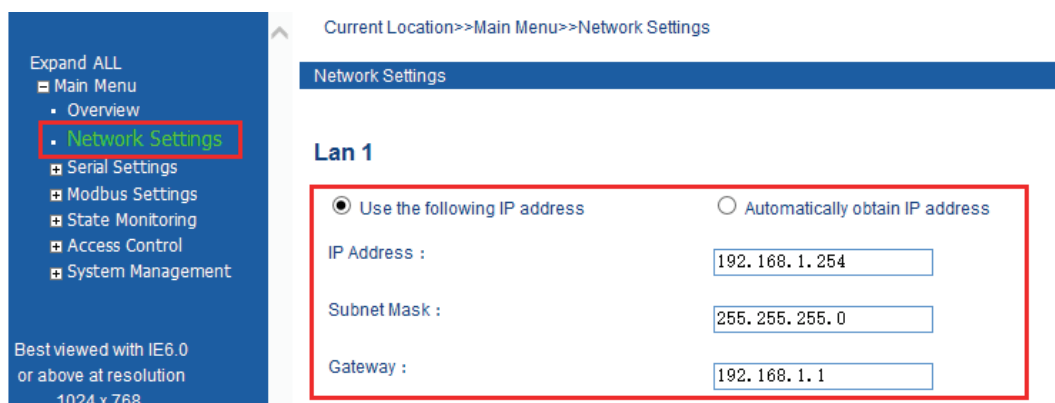 Current Location>>Main Menu>>Network Settings
Expand ALL
Main Menu
Overview
Network Settings
Serial Settings
Modbus Settings
State Monitoring
Access Control
System Management
Best viewed with IE6.0
or above at resolution
1024 x 768
Network Settings
Lan 1
Use the following IP address
Automatically obtain IP address
IP Address :
192.168.1.254
Subnet Mask :
255.255.255.0
Gateway :
192.168.1.1